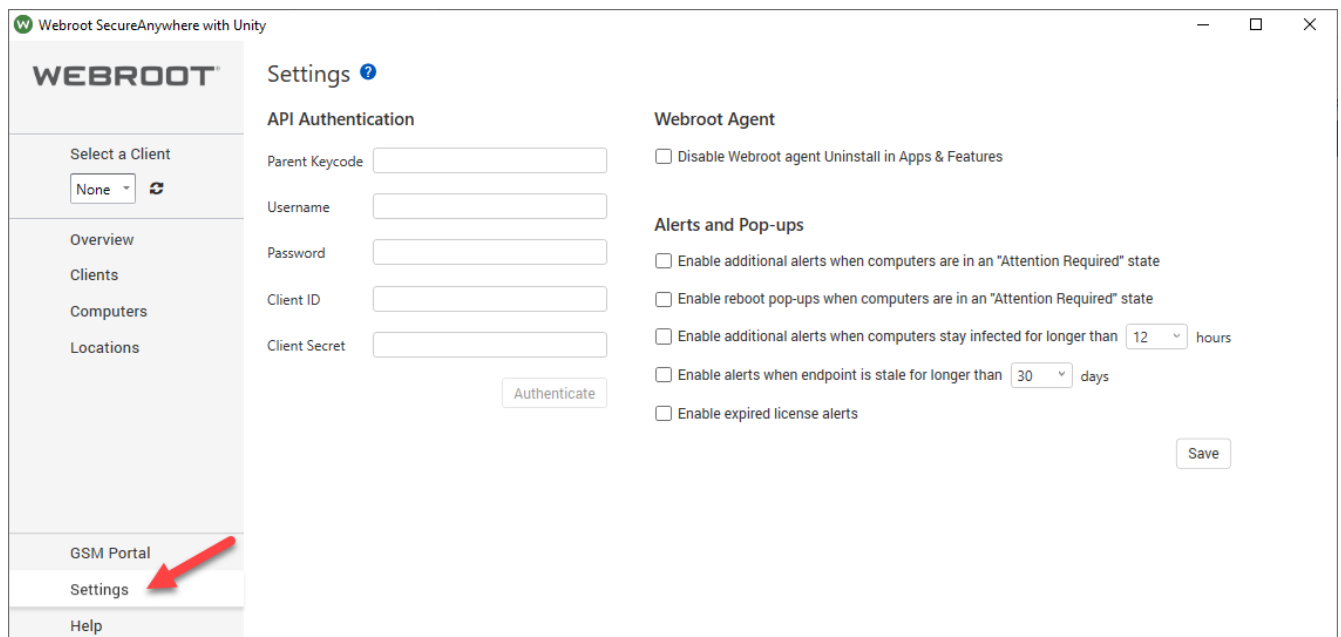 Webroot SecureAnywhere with Unity
WEBROOT®
Select a Client
None
Overview
Clients
Computers
Locations
GSM Portal
Settings
Help
Settings ?
API Authentication
Parent Keycode
Username
Password
Client ID
Client Secret
Authenticate
Webroot Agent
Disable Webroot agent Uninstall in Apps & Features
Alerts and Pop-ups
Enable additional alerts when computers are in an "Attention Required" state
Enable reboot pop-ups when computers are in an "Attention Required" state
Enable additional alerts when computers stay infected for longer than 12 hours
Enable alerts when endpoint is stale for longer than 30 days
Enable expired license alerts
Save